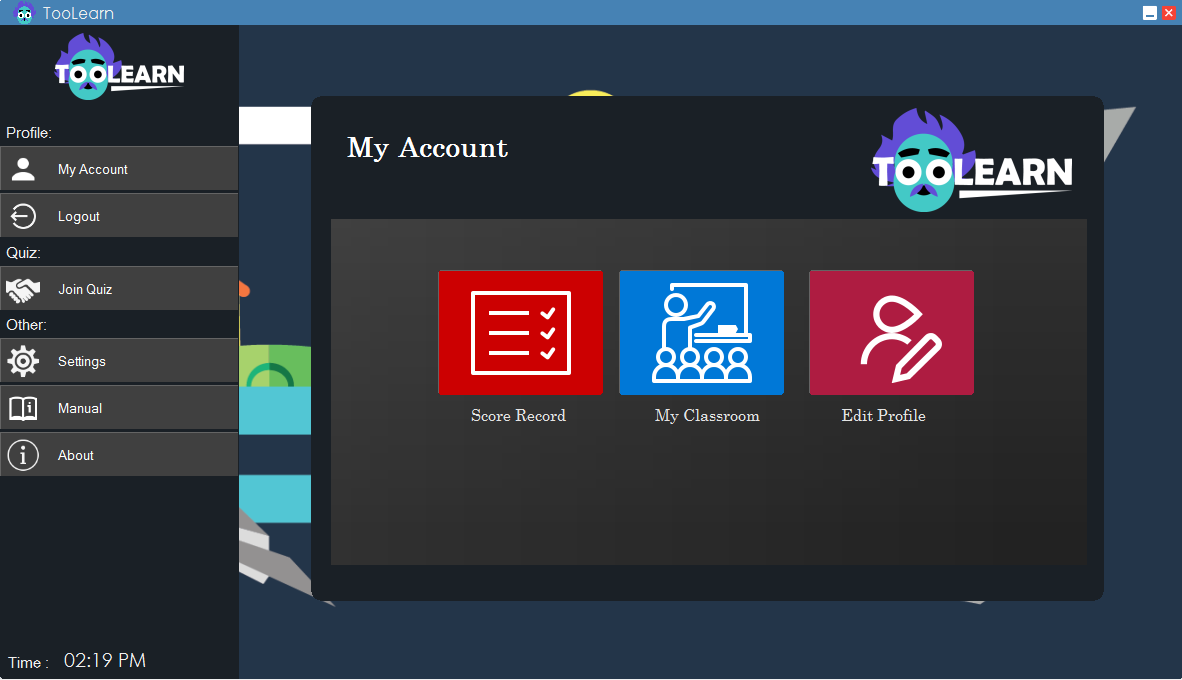 TooLearn
TOOLEARN
Profile:
My Account
Logout
Quiz:
Join Quiz
Other:
Settings
Manual
About
Time : 02:19 PM
My Account
TOOLEARN
Score Record
My Classroom
Edit Profile